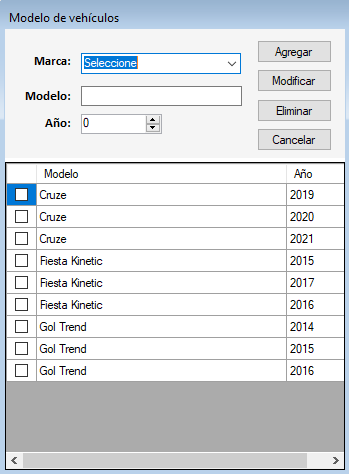 Modelo de vehículos
Marca: Seleccione Agregar
Modelo: Modificar
Año: 0 Eliminar
Cancelar
Modelo Año
Cruze 2019
Cruze 2020
Cruze 2021
Fiesta Kinetic 2015
Fiesta Kinetic 2017
Fiesta Kinetic 2016
Gol Trend 2014
Gol Trend 2015
Gol Trend 2016